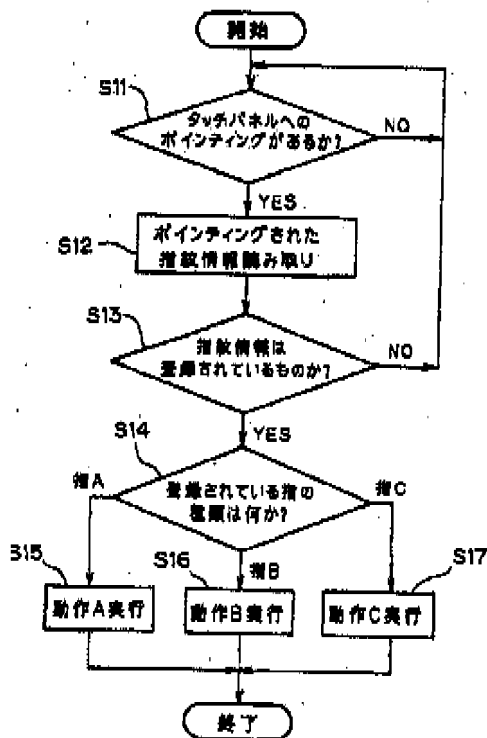 開始
S11
タッチパネルへの
ポインティングがあるか?
NO
YES
S12
ポインティングされた
指紋情報読み取り
S13
指紋情報は
登録されているものか?
NO
YES
S14
指A
登録されている指の
種類は何か?
指C
S15
S16
指B
S17
動作A実行
動作B実行
動作C実行
終了